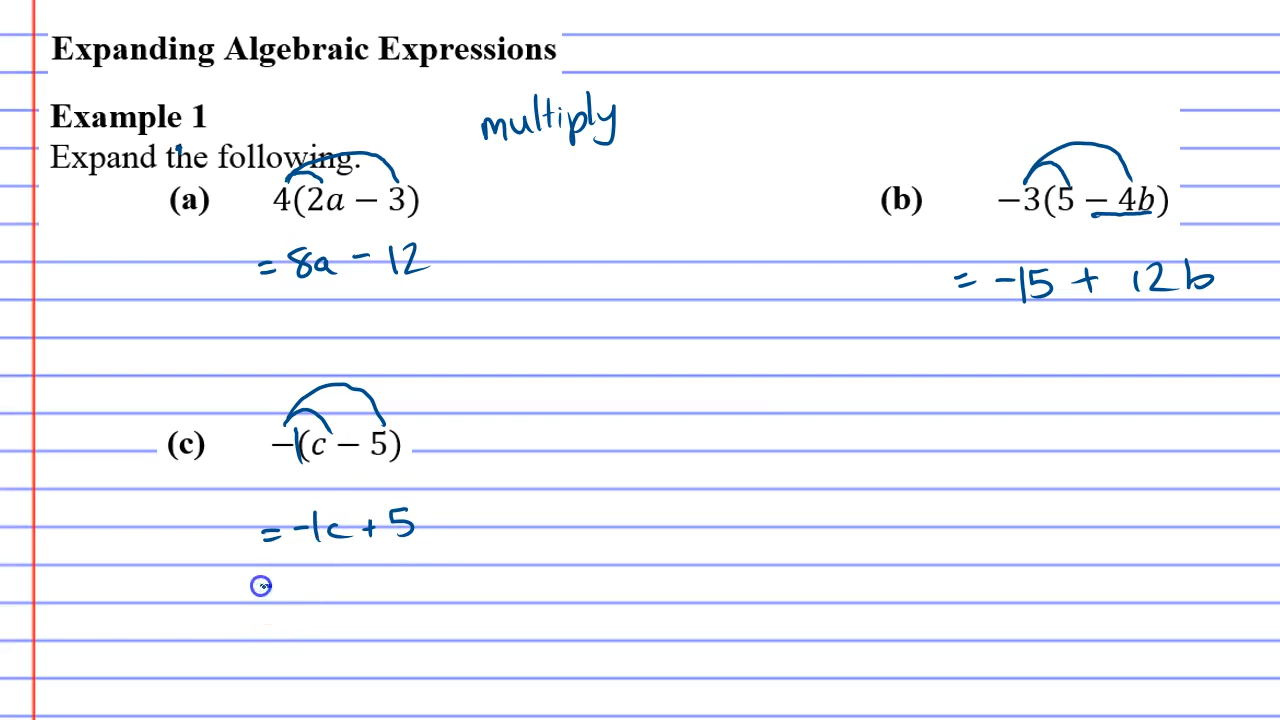 Expanding Algebraic Expressions
Example 1
multiply
Expand the following.
(a) 4(2a − 3)
(b) −3(5 − 4b)
= 8a - 12
= -15 + 12b
(c) −1(c − 5)
= -1c + 5